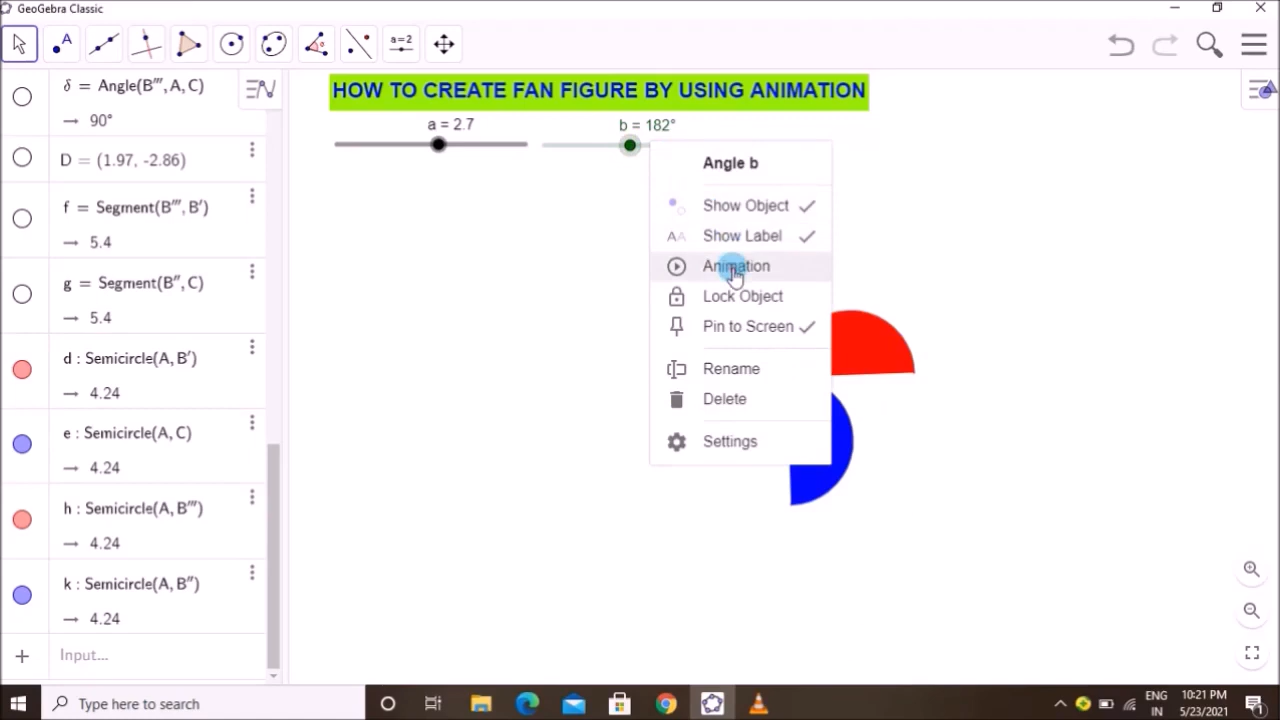 GeoGebra Classic
a=2
δ = Angle(B‴, A, C)
→ 90°
D = (1.97, -2.86)
f = Segment(B‴, B′)
→ 5.4
g = Segment(B″, C)
→ 5.4
d : Semicircle(A, B′)
→ 4.24
e : Semicircle(A, C)
→ 4.24
h : Semicircle(A, B‴)
→ 4.24
k : Semicircle(A, B″)
→ 4.24
+ Input...
HOW TO CREATE FAN FIGURE BY USING ANIMATION
a = 2.7
b = 182°
Angle b
Show Object
AA Show Label
Animation
Lock Object
Pin to Screen
Rename
Delete
Settings
Type here to search
ENG
IN
10:21 PM
5/23/2021
1